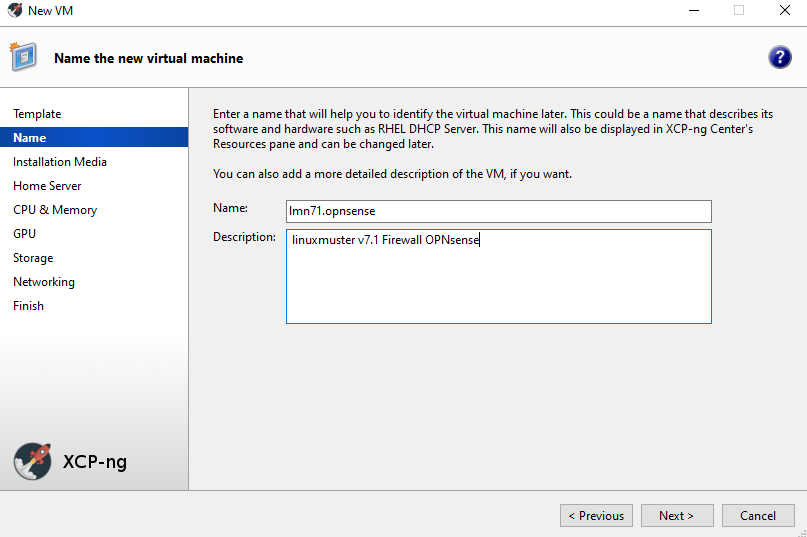 New VM
Name the new virtual machine
?
Template
Name
Installation Media
Home Server
CPU & Memory
GPU
Storage
Networking
Finish
XCP-ng
Enter a name that will help you to identify the virtual machine later. This could be a name that describes its
software and hardware such as RHEL DHCP Server. This name will also be displayed in XCP-ng Center's
Resources pane and can be changed later.
You can also add a more detailed description of the VM, if you want.
Name: lmn71.opnsense
Description: linuxmuster v7.1 Firewall OPNsense
< Previous Next > Cancel